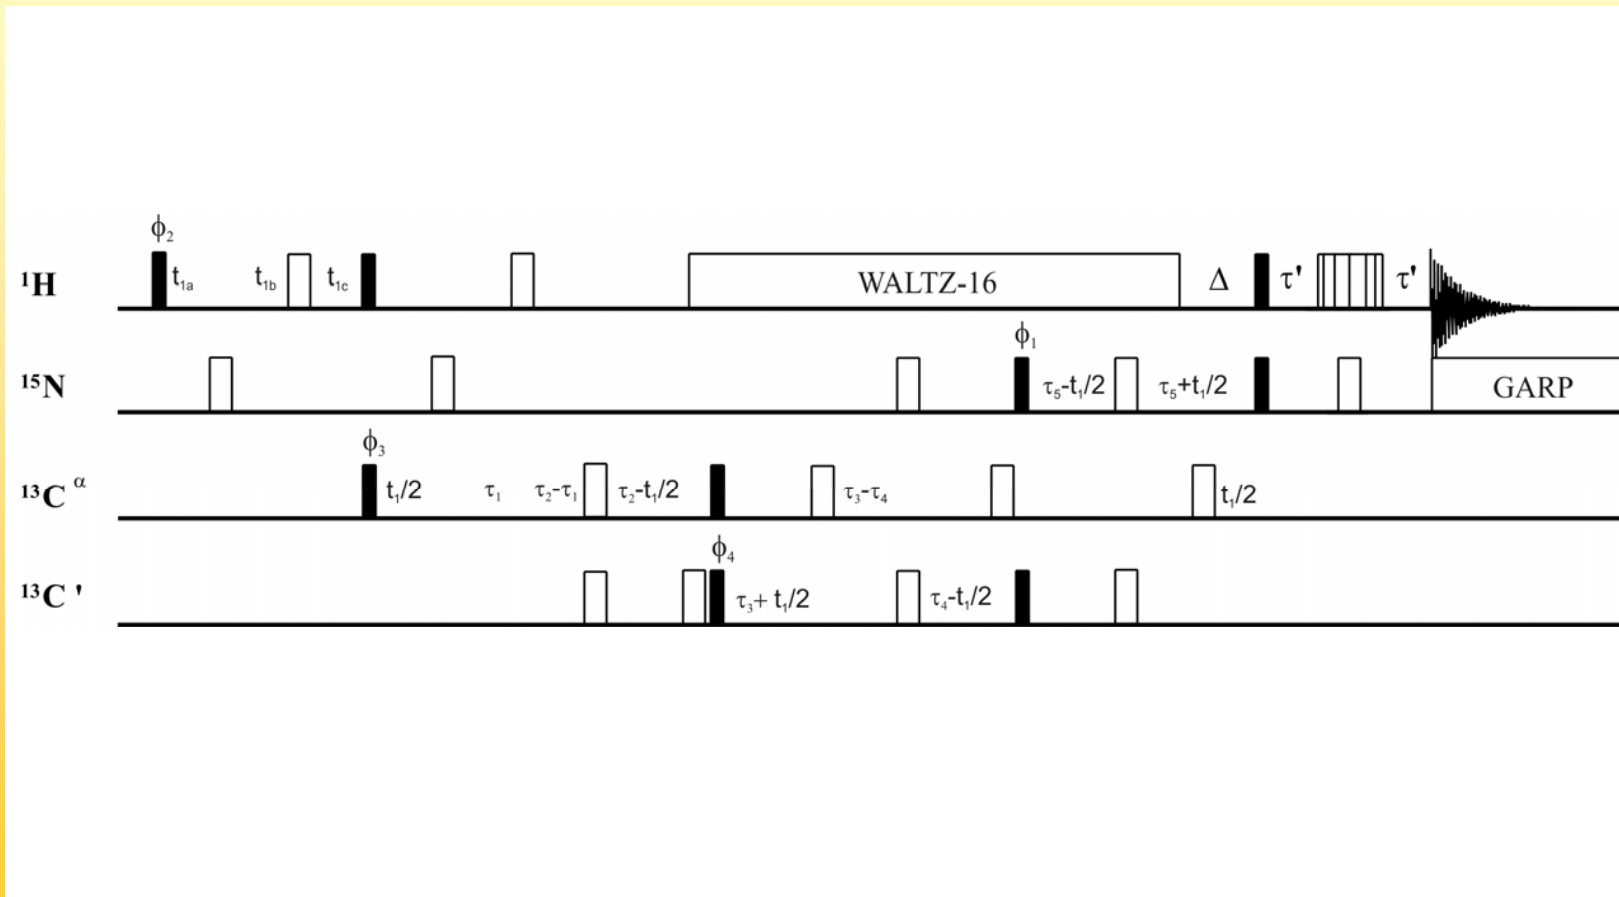 ϕ₂
¹H t₁ₐ t₁b t₁c WALTZ-16 Δ τ' τ'
ϕ₁
¹⁵N τ₅-t₁/2 τ₅+t₁/2 GARP
ϕ₃
¹³C α t₁/2 τ₁ τ₂-τ₁ τ₂-t₁/2 τ₃-τ₄ t₁/2
ϕ₄
¹³C ' τ₃+ t₁/2 τ₄-t₁/2